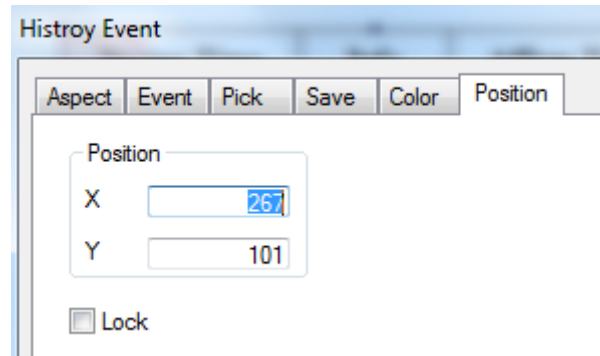 Histroy Event
Aspect Event Pick Save Color Position
Position
X 267
Y 101
Lock